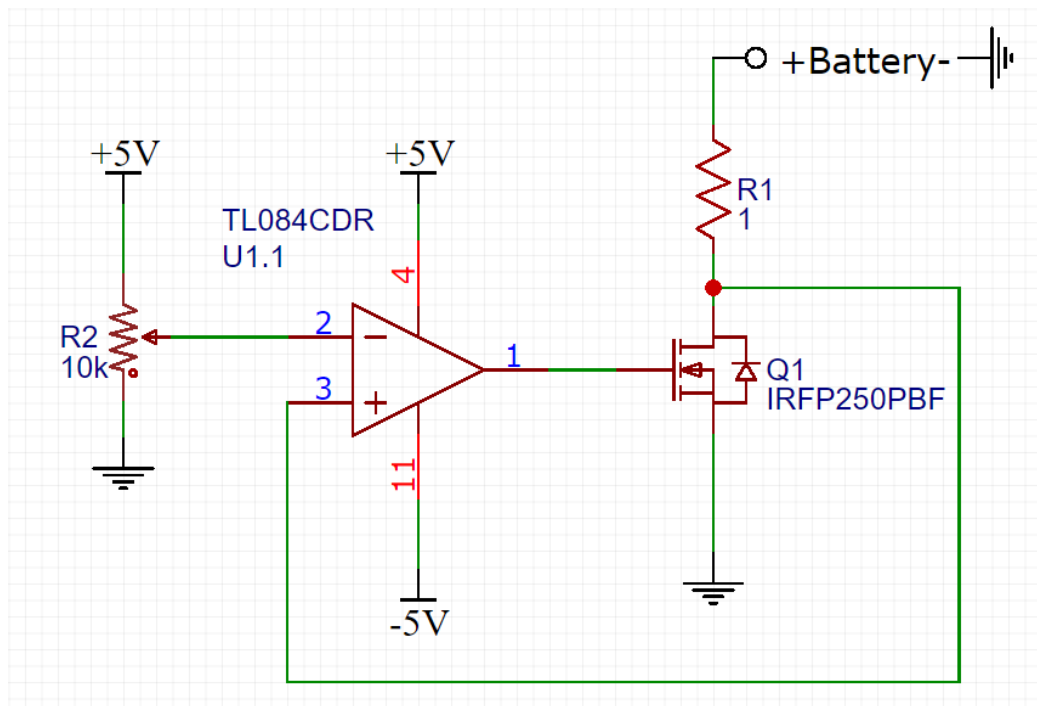 +Battery-
+5V
+5V
R1
1
TL084CDR
U1.1
4
2
R2
10k
1
3
Q1
IRFP250PBF
11
-5V